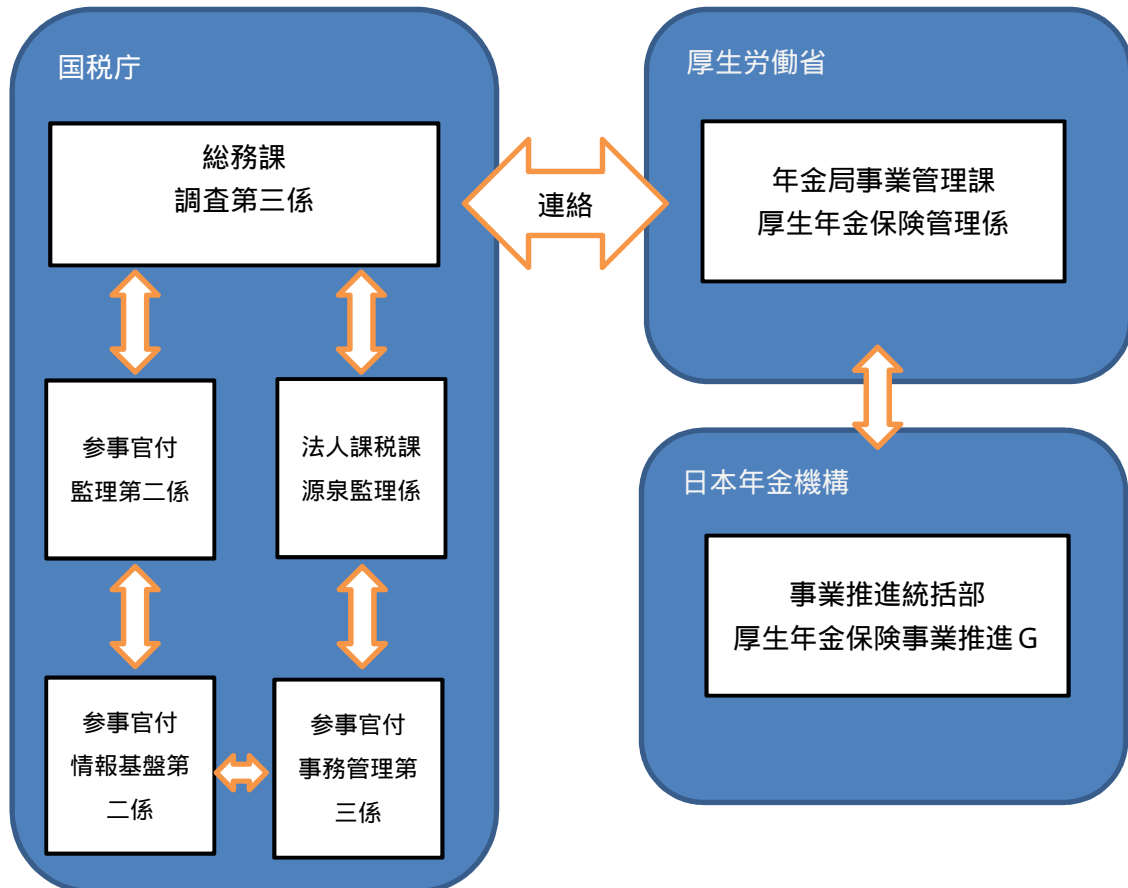 国税庁
総務課
調査第三係
参事官付
監理第二係
法人課税課
源泉監理係
参事官付
情報基盤第
二係
参事官付
事務管理第
三係
連絡
厚生労働省
年金局事業管理課
厚生年金保険管理係
日本年金機構
事業推進統括部
厚生年金保険事業推進G